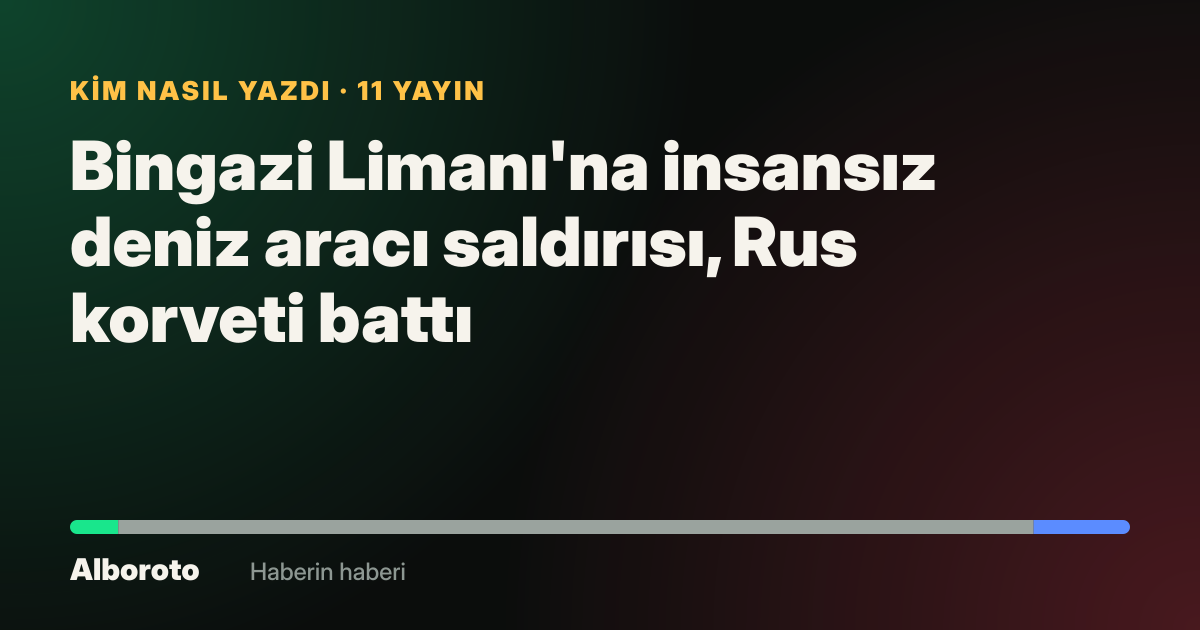 KİM NASIL YAZDI · 11 YAYIN
Bingazi Limanı'na insansız
deniz aracı saldırısı, Rus
korveti battı
Alboroto
Haberin haberi